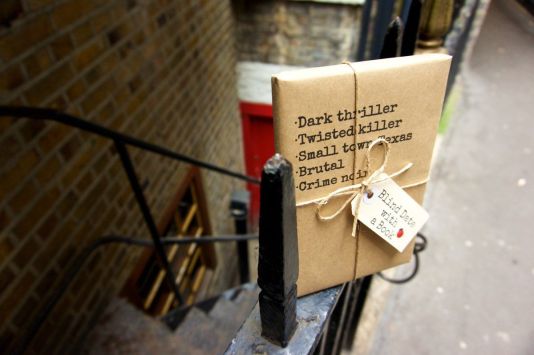 ·Dark thriller
·Twisted killer
·Small town Texas
·Brutal
·Crime noir
Blind Date
with
a Book